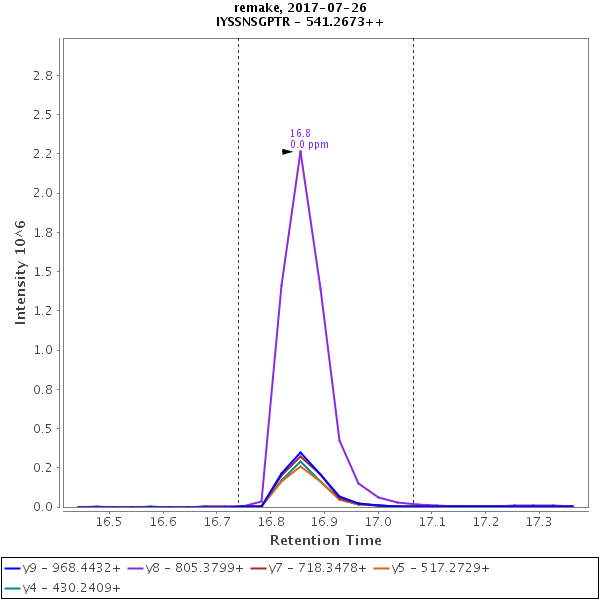 remake, 2017-07-26
IYSSNSGPTR - 541.2673++
16.8
0.0 ppm
Intensity 10^6
2.8
2.5
2.2
2.0
1.8
1.5
1.2
1.0
0.8
0.5
0.2
0.0
16.5 16.6 16.7 16.8 16.9 17.0 17.1 17.2 17.3
Retention Time
y9 - 968.4432+ y8 - 805.3799+ y7 - 718.3478+ y5 - 517.2729+
y4 - 430.2409+